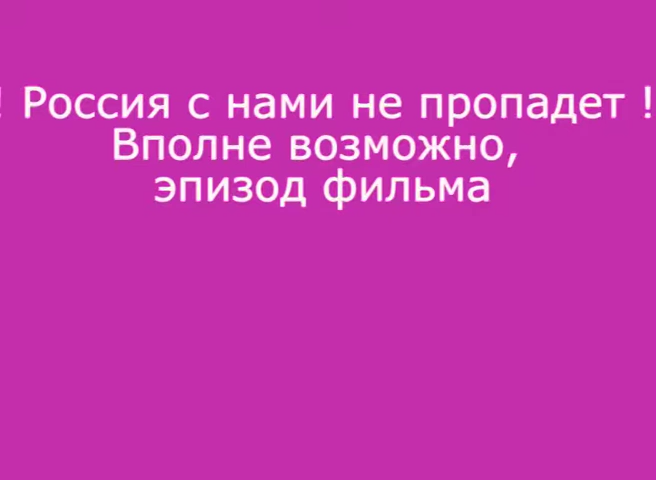 ! Россия с нами не пропадет !
Вполне возможно,
эпизод фильма